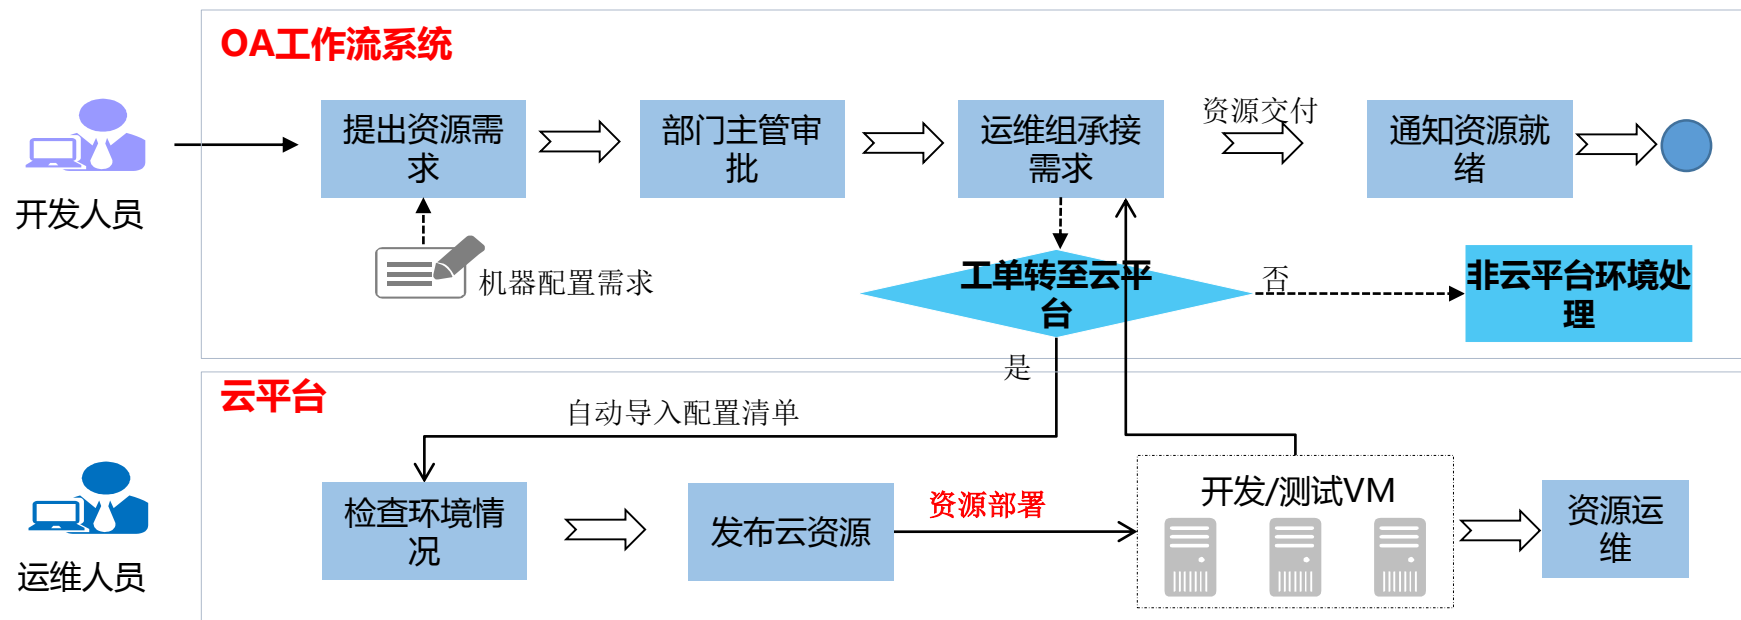 OA工作流系统
提出资源需
求
部门主管审
批
运维组承接
需求
资源交付
通知资源就
绪
开发人员
机器配置需求
工单转至云平
台
否
非云平台环境处
理
是
云平台
自动导入配置清单
检查环境情
况
发布云资源
资源部署
开发/测试VM
资源运
维
运维人员